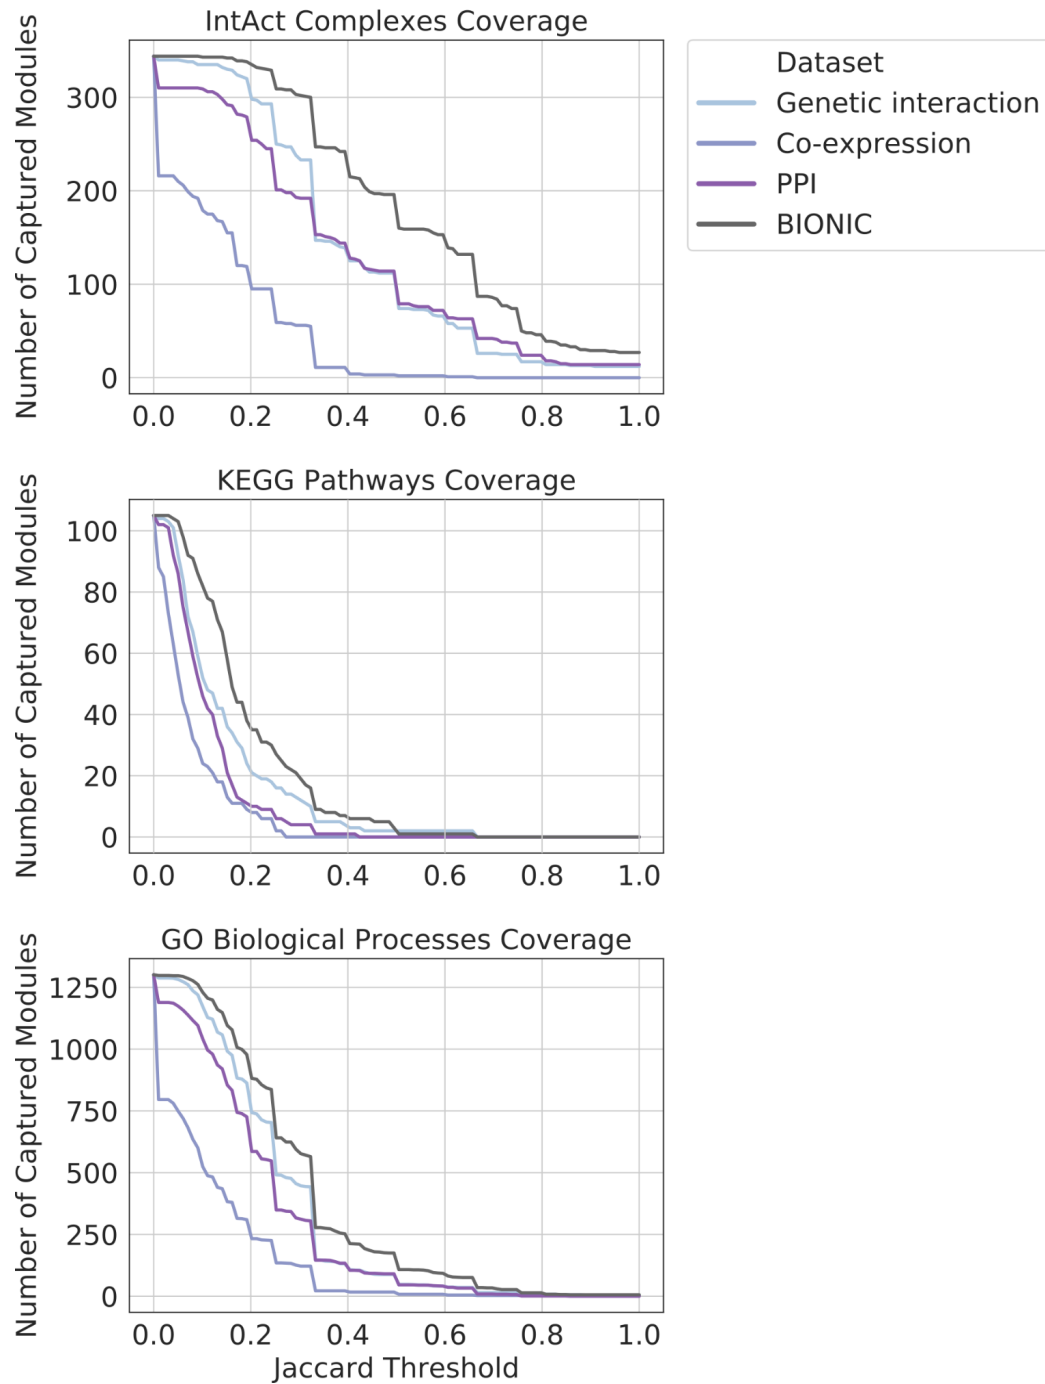 IntAct Complexes Coverage
Number of Captured Modules
300
200
100
0
0.0 0.2 0.4 0.6 0.8 1.0
Dataset
Genetic interaction
Co-expression
PPI
BIONIC
KEGG Pathways Coverage
Number of Captured Modules
100
80
60
40
20
0
0.0 0.2 0.4 0.6 0.8 1.0
GO Biological Processes Coverage
Number of Captured Modules
1250
1000
750
500
250
0
0.0 0.2 0.4 0.6 0.8 1.0
Jaccard Threshold